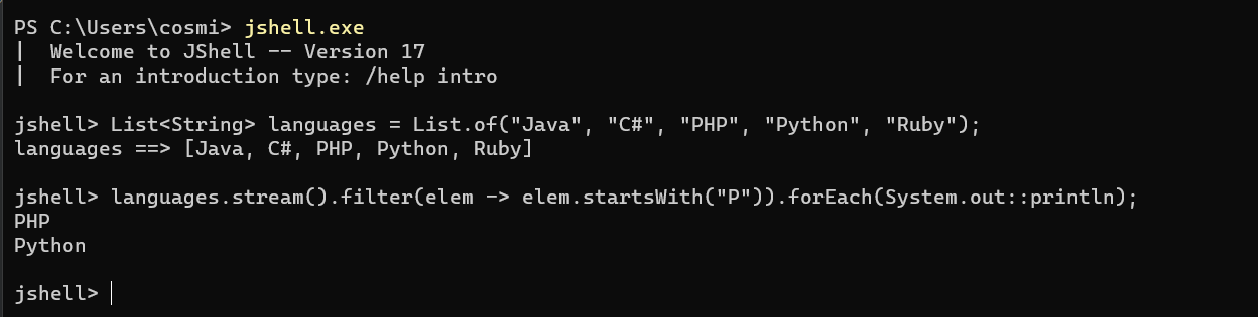 PS C:\Users\cosmi> jshell.exe
|  Welcome to JShell -- Version 17
|  For an introduction type: /help intro
jshell> List<String> languages = List.of("Java", "C#", "PHP", "Python", "Ruby");
languages ==> [Java, C#, PHP, Python, Ruby]
jshell> languages.stream().filter(elem -> elem.startsWith("P")).forEach(System.out::println);
PHP
Python
jshell>